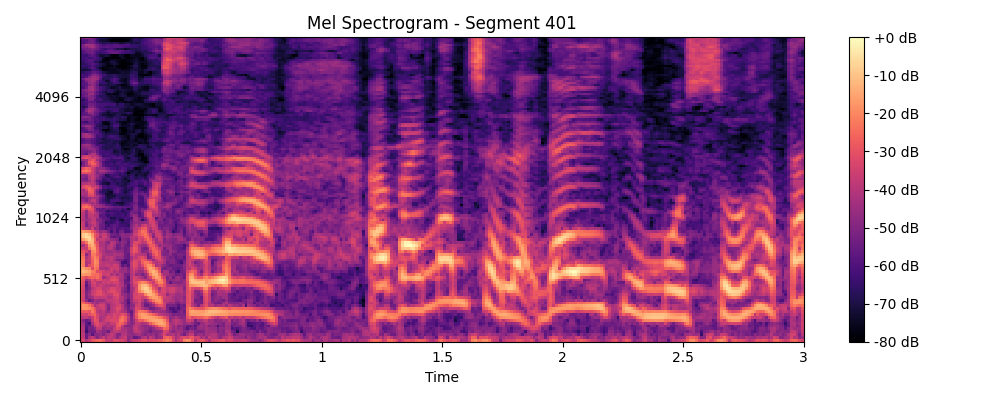 Mel Spectrogram - Segment 401
Frequency
4096
2048
1024
512
0
0
0.5
1
1.5
2
2.5
3
Time
+0 dB
-10 dB
-20 dB
-30 dB
-40 dB
-50 dB
-60 dB
-70 dB
-80 dB